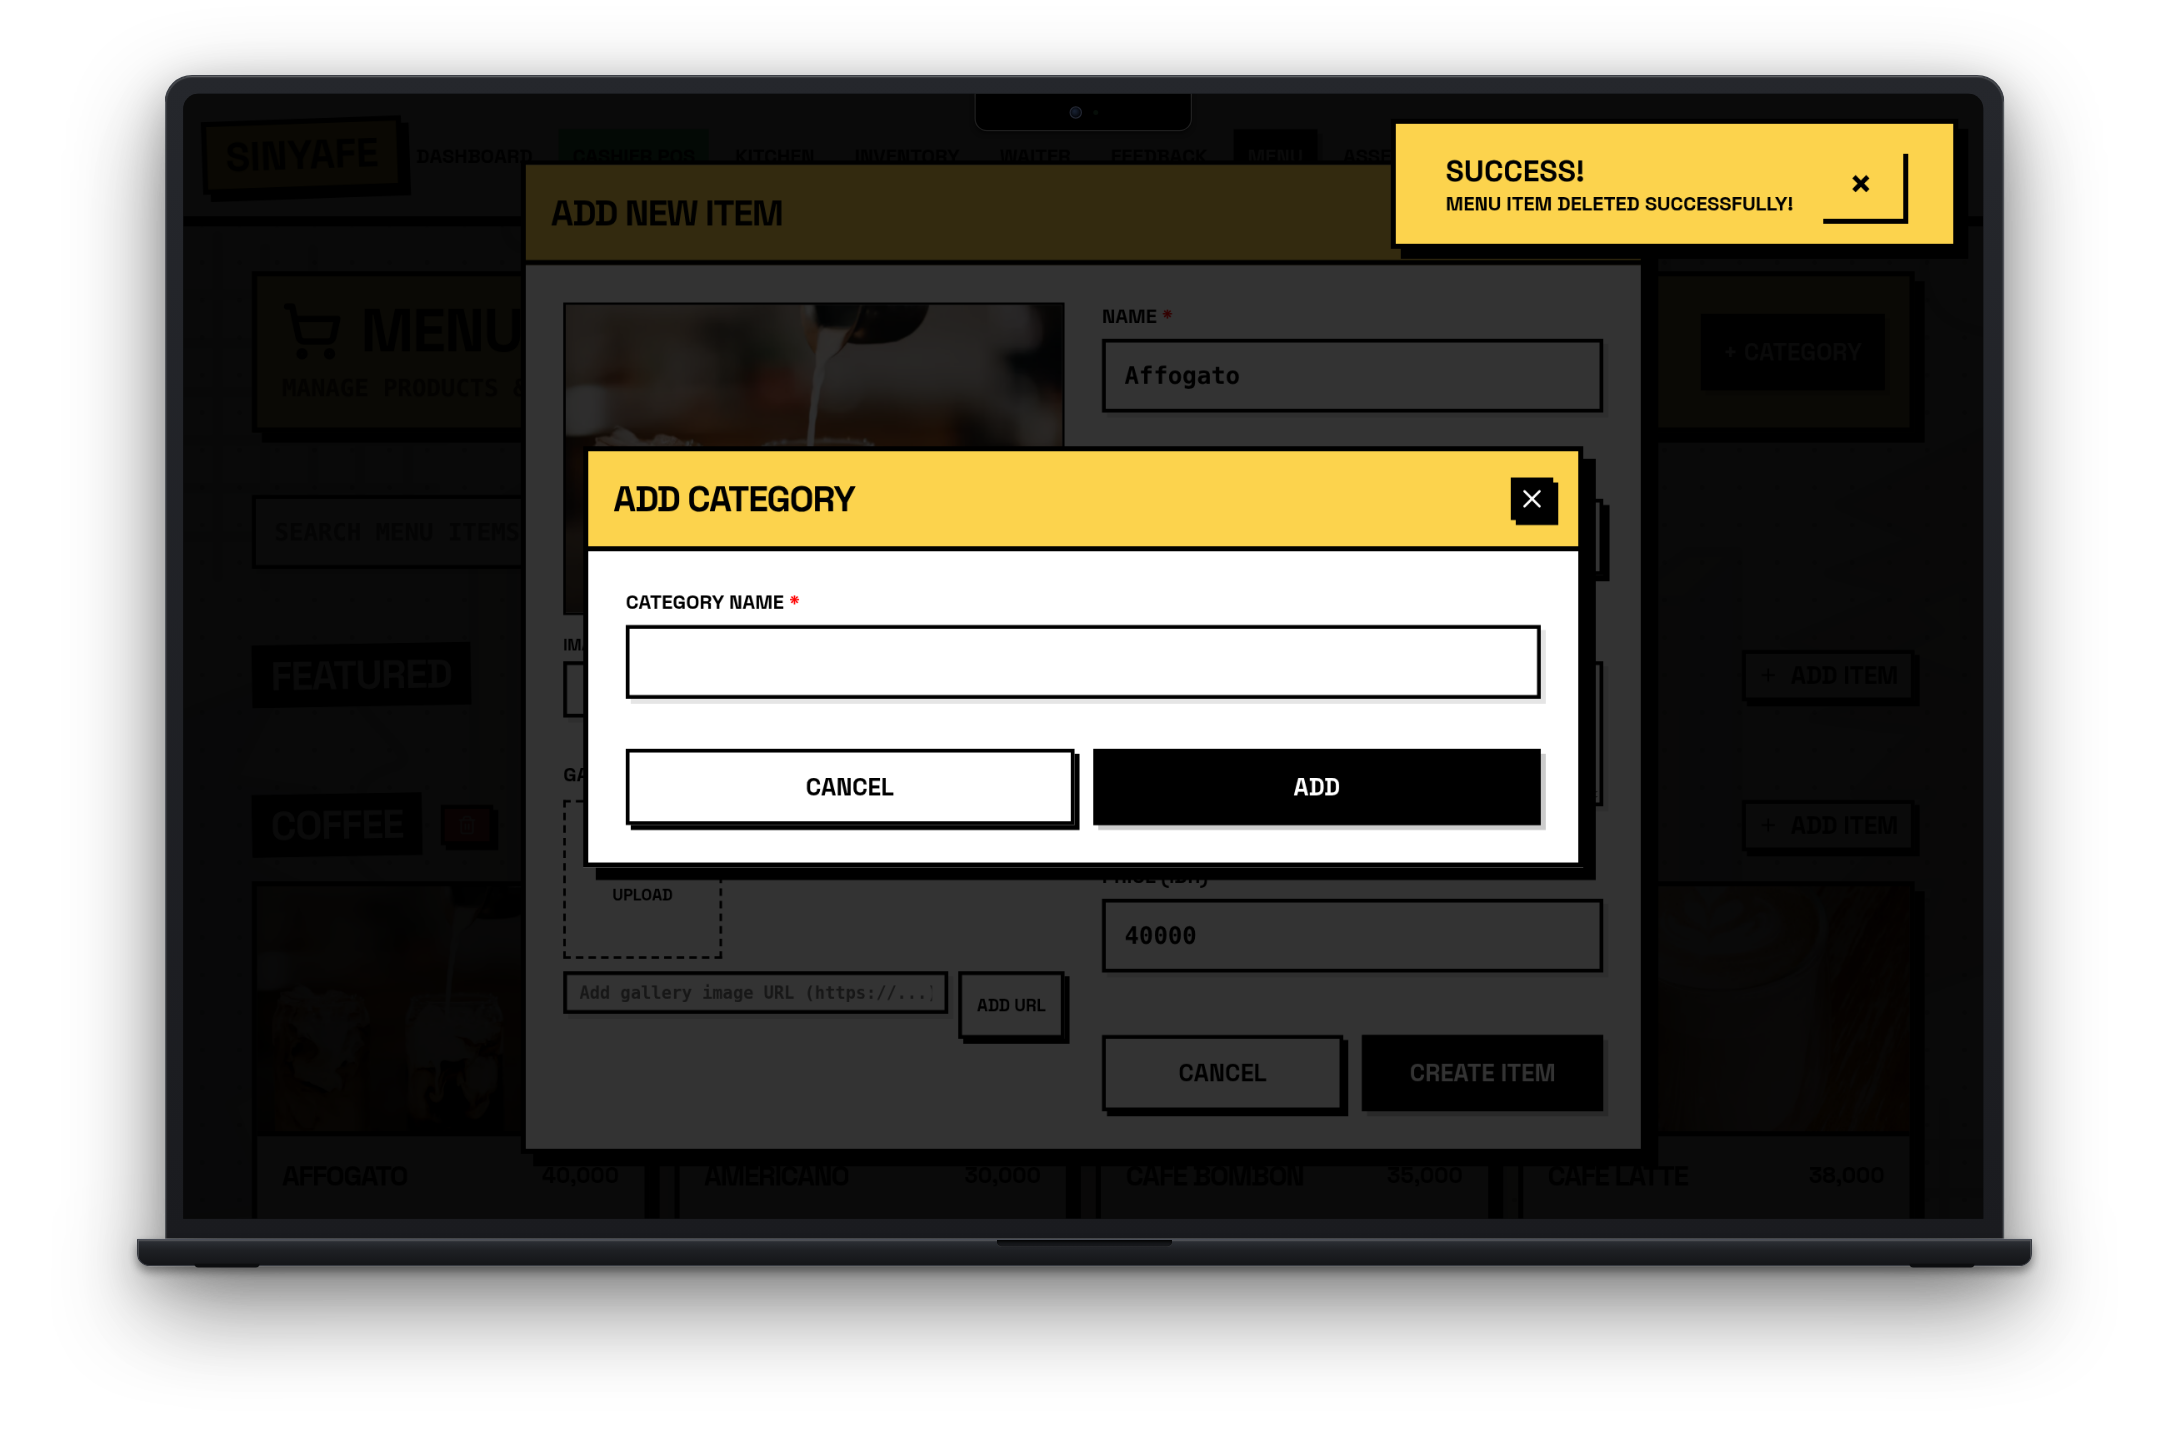 SINYAFE
DASHBOARD
CASHIER POS
KITCHEN
INVENTORY
WAITER
FEEDBACK
MENU
SUCCESS!
MENU ITEM DELETED SUCCESSFULLY!
ADD NEW ITEM
MENU
MANAGE PRODUCTS &
+ CATEGORY
NAME *
Affogato
SEARCH MENU ITEMS
ADD CATEGORY
CATEGORY NAME *
CANCEL
ADD
FEATURED
+ ADD ITEM
COFFEE
+ ADD ITEM
UPLOAD
PRICE (IDR)
40000
Add gallery image URL (https://...)
ADD URL
CANCEL
CREATE ITEM
AFFOGATO 40,000
AMERICANO 30,000
CAFE BOMBON 35,000
CAFE LATTE 38,000